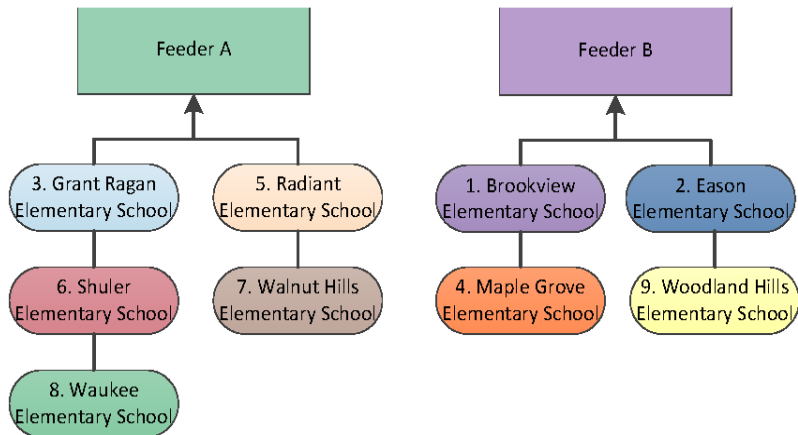 Feeder A
Feeder B
3. Grant Ragan
Elementary School
5. Radiant
Elementary School
1. Brookview
Elementary School
2. Eason
Elementary School
6. Shuler
Elementary School
7. Walnut Hills
Elementary School
4. Maple Grove
Elementary School
9. Woodland Hills
Elementary School
8. Waukee
Elementary School